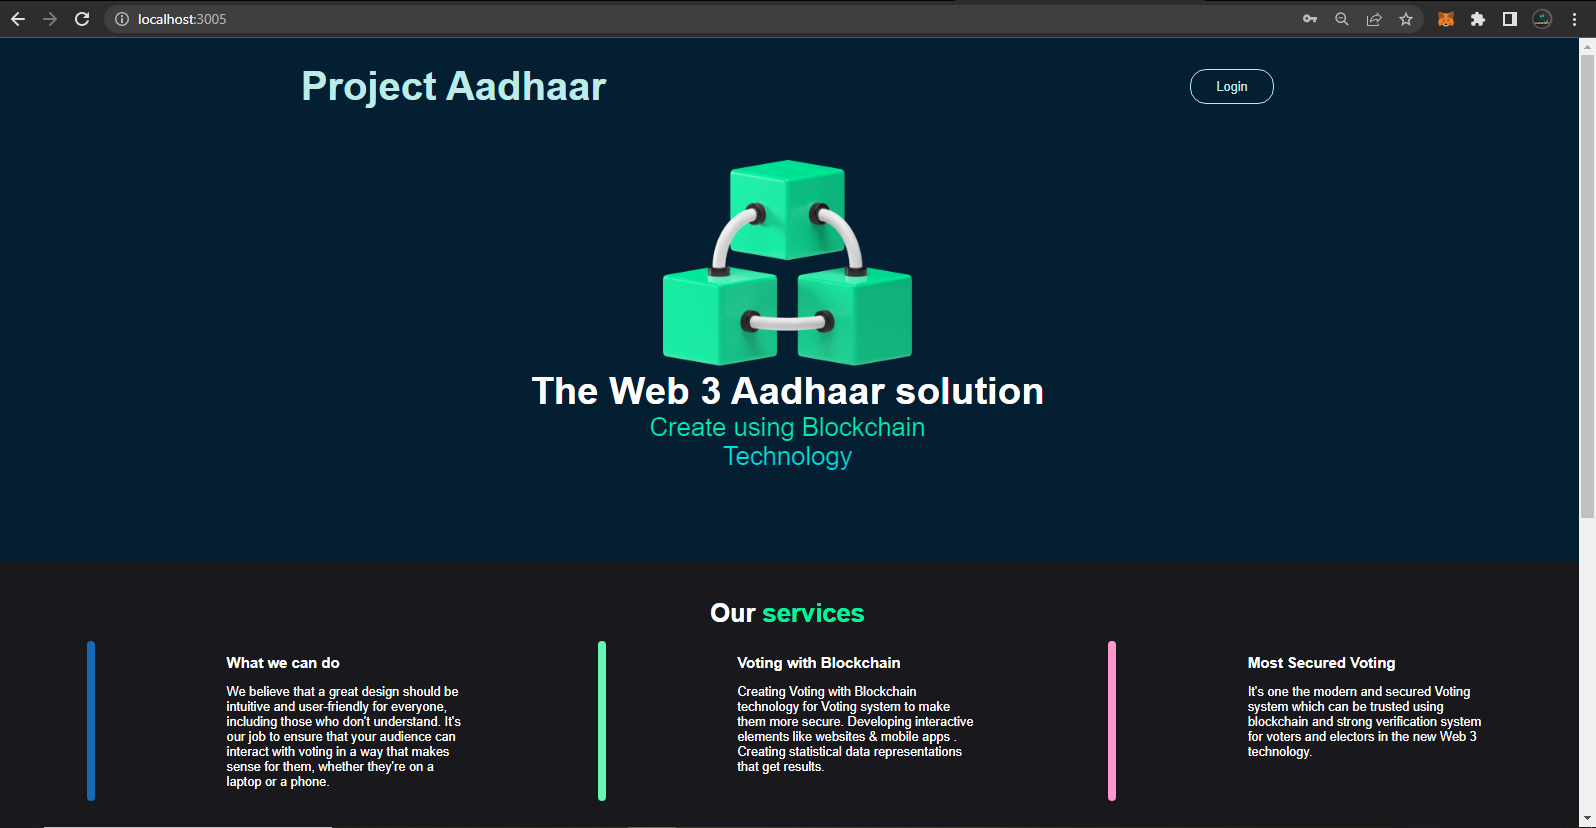 localhost:3005
Project Aadhaar
Login
The Web 3 Aadhaar solution
Create using Blockchain
Technology
Our services
What we can do
We believe that a great design should be
intuitive and user-friendly for everyone,
including those who don't understand. It's
our job to ensure that your audience can
interact with voting in a way that makes
sense for them, whether they're on a
laptop or a phone.
Voting with Blockchain
Creating Voting with Blockchain
technology for Voting system to make
them more secure. Developing interactive
elements like websites & mobile apps .
Creating statistical data representations
that get results.
Most Secured Voting
It's one the modern and secured Voting
system which can be trusted using
blockchain and strong verification system
for voters and electors in the new Web 3
technology.